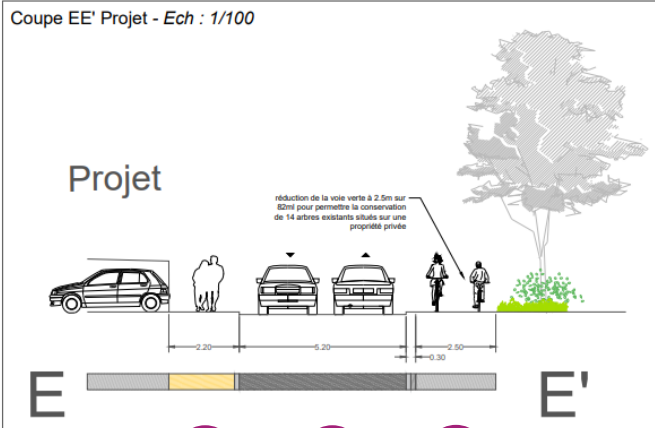 Coupe EE' Projet - Ech : 1/100
Projet
réduction de la voie verte à 2.5m sur
82ml pour permettre la conservation
de 14 arbres existants situés sur une
propriété privée
2.20
5.20
2.50
0.30
E
E'